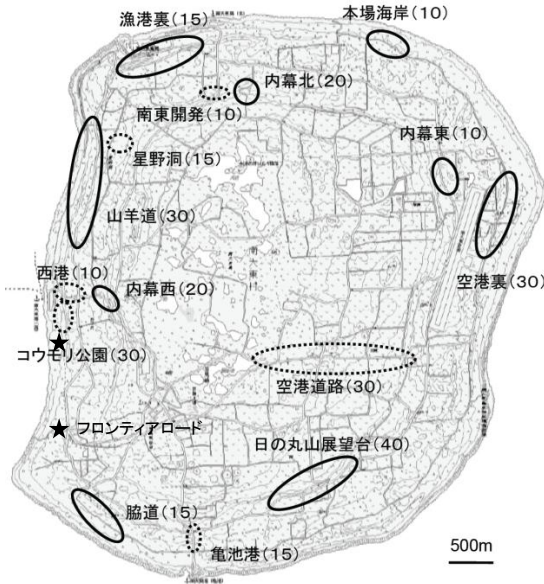 漁港裏(15)
本場海岸(10)
内幕北(20)
南東開発(10)
内幕東(10)
星野洞(15)
山羊道(30)
西港(10)
内幕西(20)
空港裏(30)
コウモリ公園(30)
空港道路(30)
フロンティアロード
日の丸山展望台(40)
脇道(15)
亀池港(15)
500m